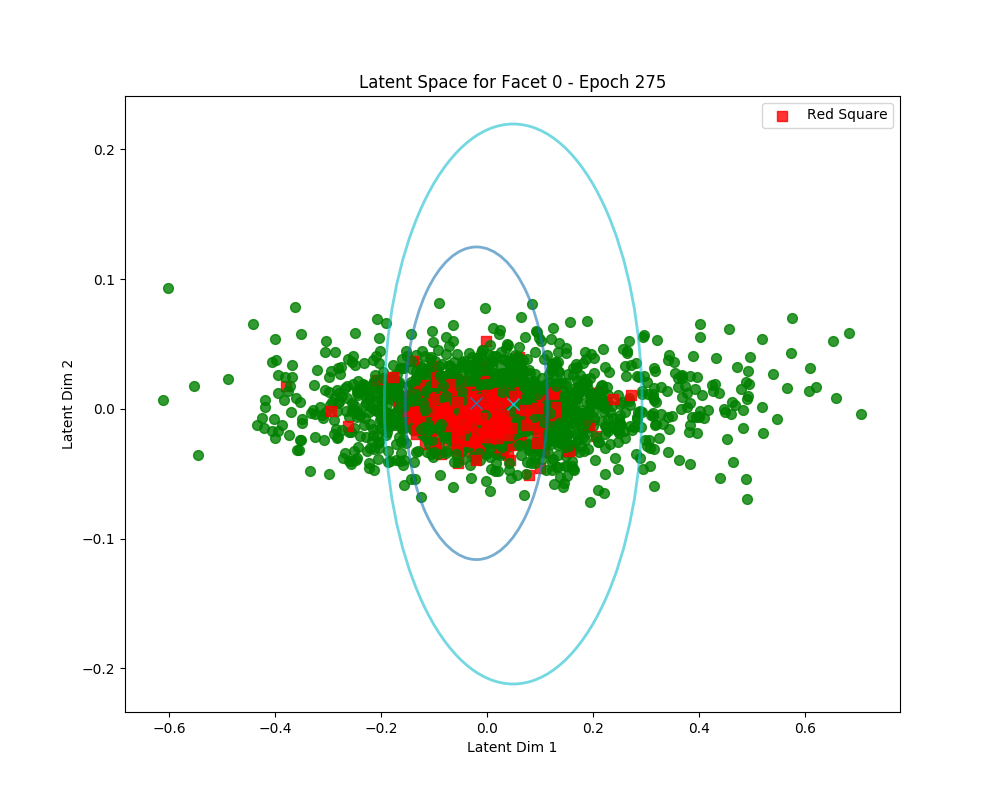 Latent Space for Facet 0 - Epoch 275
Red Square
0.2
0.1
0.0
−0.1
−0.2
Latent Dim 2
−0.6 −0.4 −0.2 0.0 0.2 0.4 0.6
Latent Dim 1